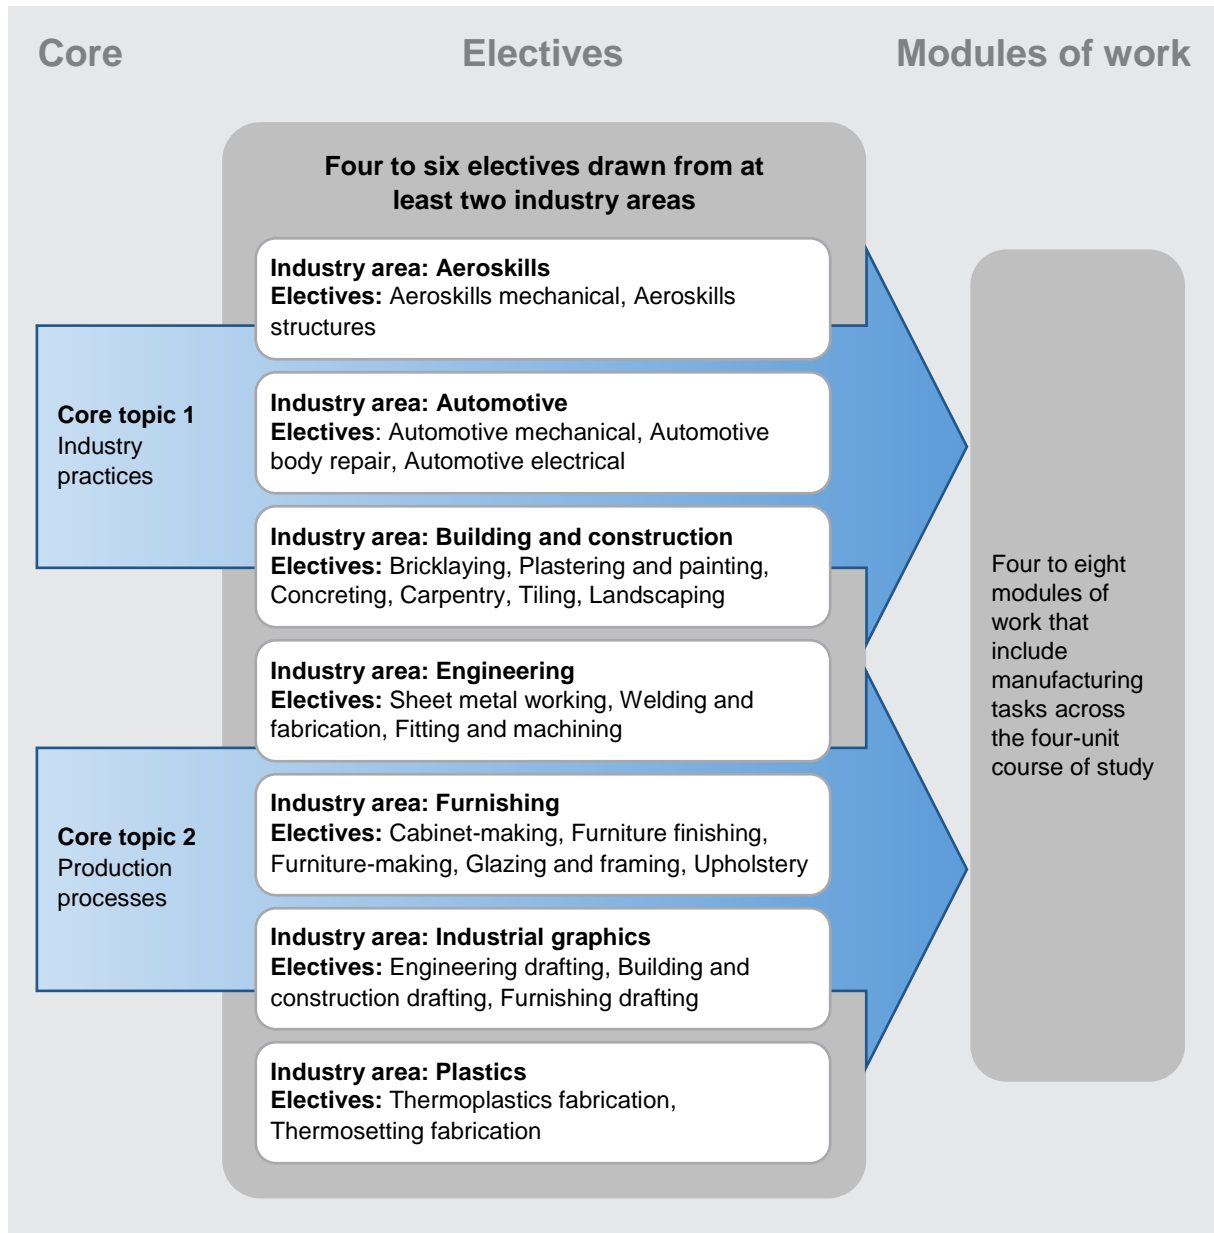 Core
Electives
Modules of work
Four to six electives drawn from at
least two industry areas
Industry area: Aeroskills
Electives: Aeroskills mechanical, Aeroskills
structures
Industry area: Automotive
Electives: Automotive mechanical, Automotive
body repair, Automotive electrical
Core topic 1
Industry
practices
Industry area: Building and construction
Electives: Bricklaying, Plastering and painting,
Concreting, Carpentry, Tiling, Landscaping
Industry area: Engineering
Electives: Sheet metal working, Welding and
fabrication, Fitting and machining
Industry area: Furnishing
Electives: Cabinet-making, Furniture finishing,
Furniture-making, Glazing and framing, Upholstery
Core topic 2
Production
processes
Industry area: Industrial graphics
Electives: Engineering drafting, Building and
construction drafting, Furnishing drafting
Industry area: Plastics
Electives: Thermoplastics fabrication,
Thermosetting fabrication
Four to eight
modules of
work that
include
manufacturing
tasks across
the four-unit
course of study